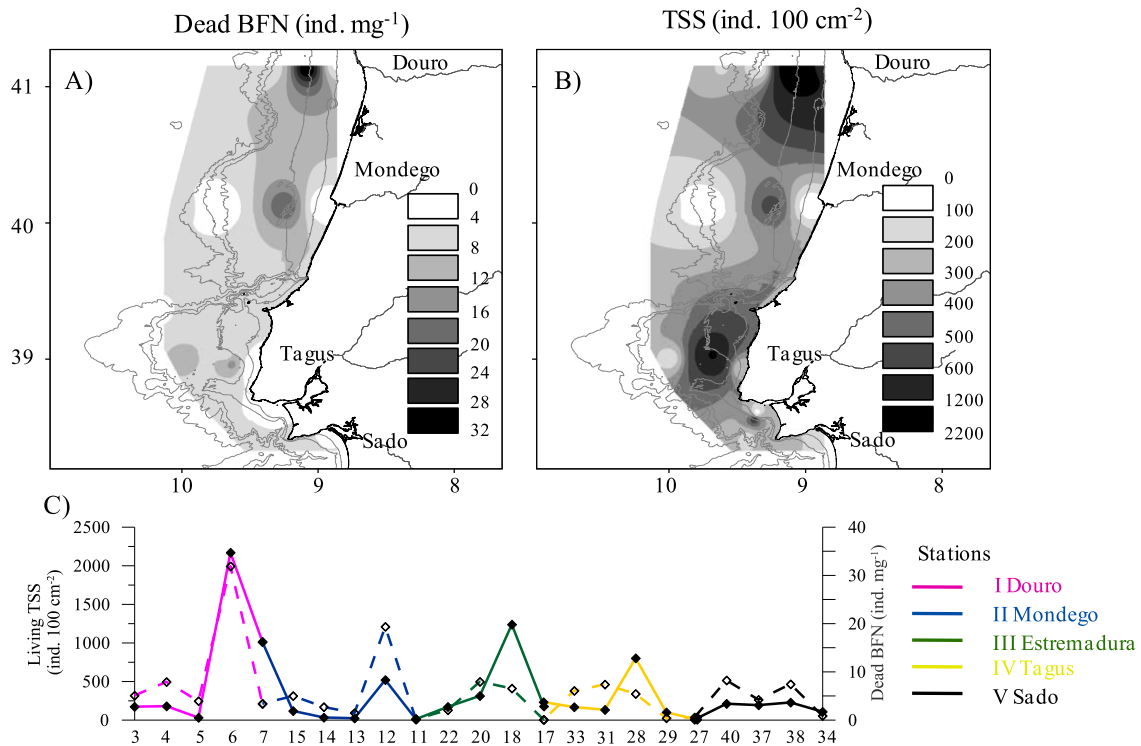 Dead BFN (ind. mg-1)
TSS (ind. 100 cm-2)
A)
Douro
Mondego
Tagus
Sado
41
40
39
10
9
8
0
4
8
12
16
20
24
28
32
B)
Douro
Mondego
Tagus
Sado
41
40
39
10
9
8
0
100
200
300
400
500
600
1200
2200
C)
Living TSS
(ind. 100 cm-2)
2500
2000
1500
1000
500
0
40
30
20
10
0
Dead BFN (ind. mg-1)
3 4 5 6 7 15 14 13 12 11 22 20 18 17 33 31 28 29 27 40 37 38 34
Stations
I Douro
II Mondego
III Estremadura
IV Tagus
V Sado